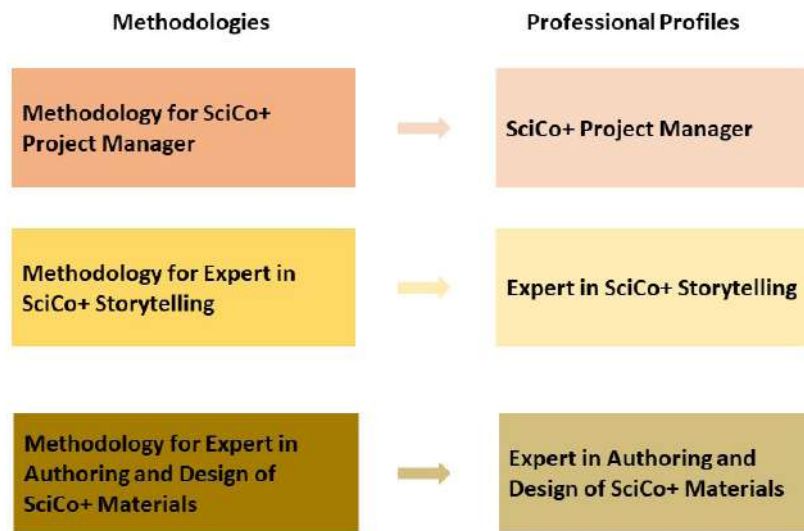 Methodologies
Professional Profiles
Methodology for SciCo+
Project Manager
SciCo+ Project Manager
Methodology for Expert in
SciCo+ Storytelling
Expert in SciCo+ Storytelling
Methodology for Expert in
Authoring and Design of
SciCo+ Materials
Expert in Authoring and
Design of SciCo+ Materials